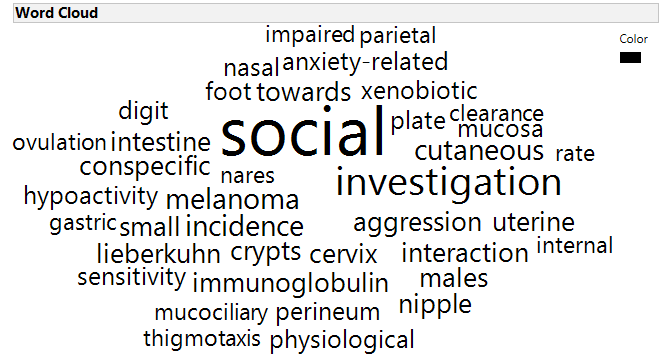 Word Cloud
Color
impaired parietal
nasal anxiety-related
foot towards xenobiotic
digit social plate clearance
mucosa
ovulation intestine cutaneous rate
conspecific nares investigation
hypoactivity melanoma
gastric small incidence aggression uterine
lieberkuhn crypts cervix interaction internal
sensitivity immunoglobulin males
mucociliary perineum nipple
thigmotaxis physiological